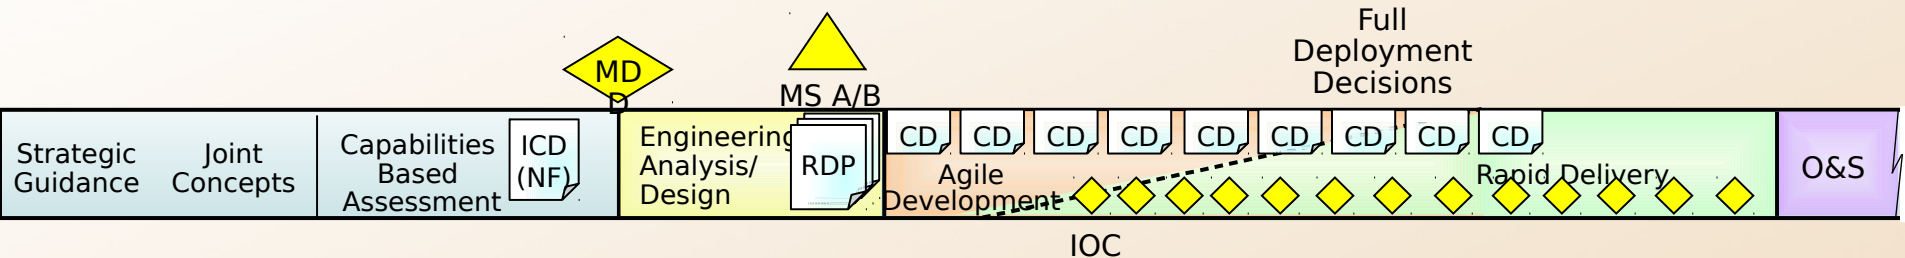 Full
Deployment
Decisions
MD
D
MS A/B
Strategic
Guidance
Joint
Concepts
Capabilities
Based
Assessment
ICD
(NF)
Engineering
Analysis/
Design
RDP
CD CD CD CD CD CD CD CD CD
Agile
Development
Rapid Delivery
O&S
IOC